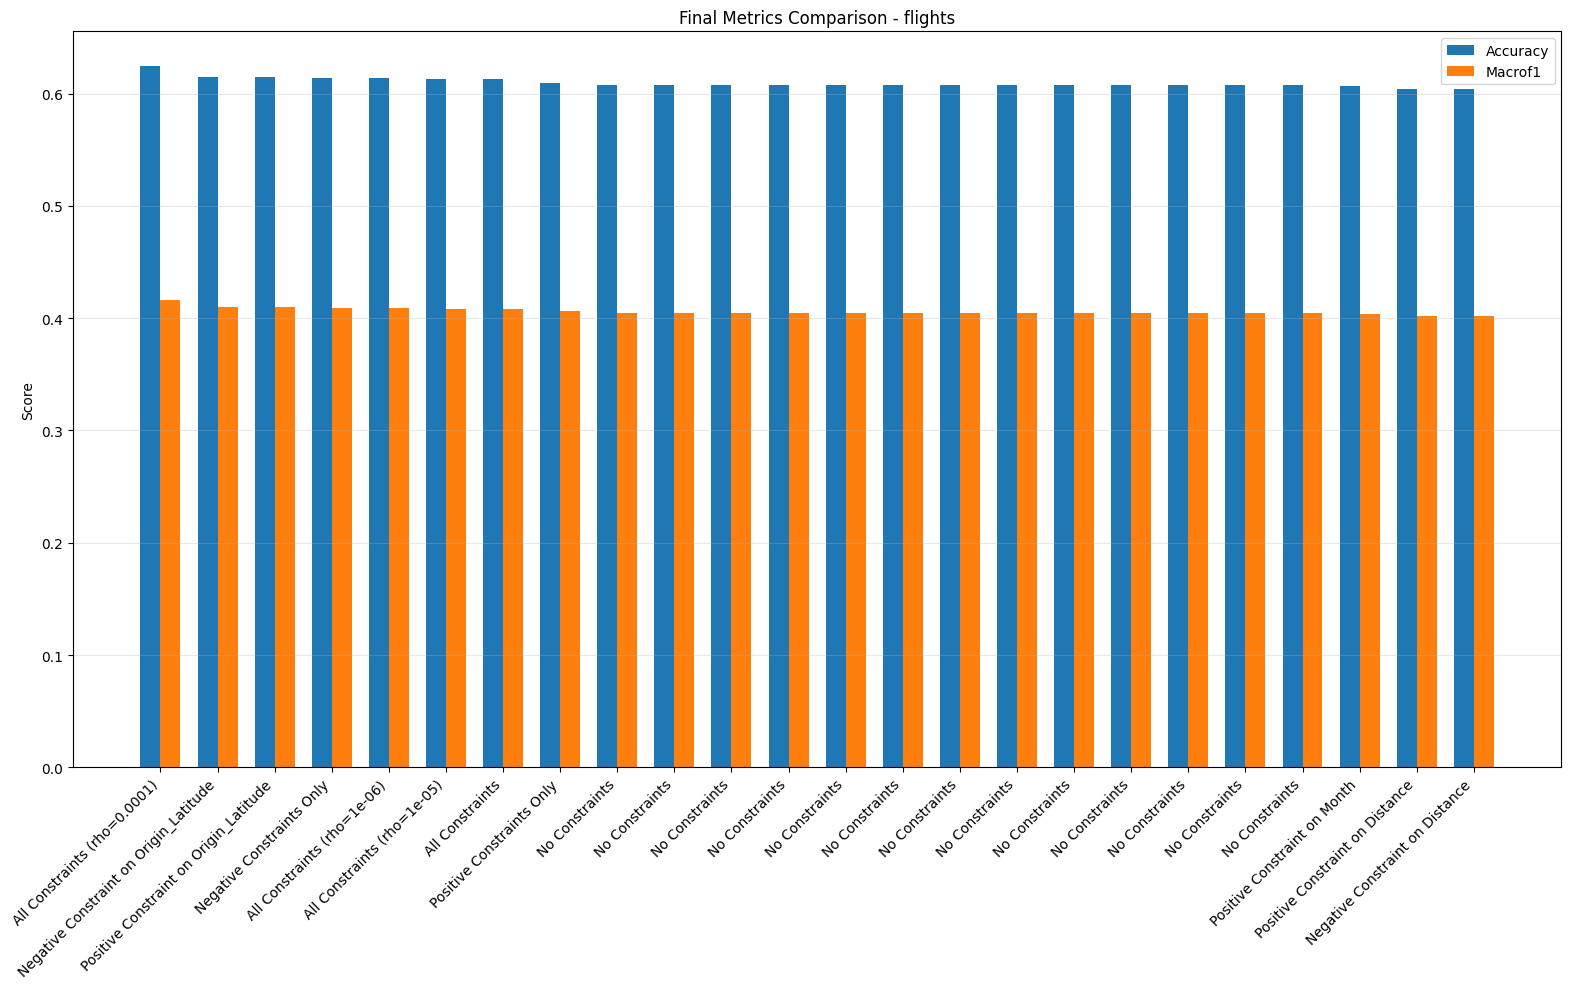 Final Metrics Comparison - flights
Accuracy
Macrof1
Score
0.6
0.5
0.4
0.3
0.2
0.1
0.0
All Constraints (rho=0.0001)
Negative Constraint on Origin_Latitude
Positive Constraint on Origin_Latitude
Negative Constraints Only
All Constraints (rho=1e-06)
All Constraints (rho=1e-05)
All Constraints
Positive Constraints Only
No Constraints
No Constraints
No Constraints
No Constraints
No Constraints
No Constraints
No Constraints
No Constraints
No Constraints
No Constraints
No Constraints
No Constraints
No Constraints
Positive Constraint on Month
Positive Constraint on Distance
Negative Constraint on Distance